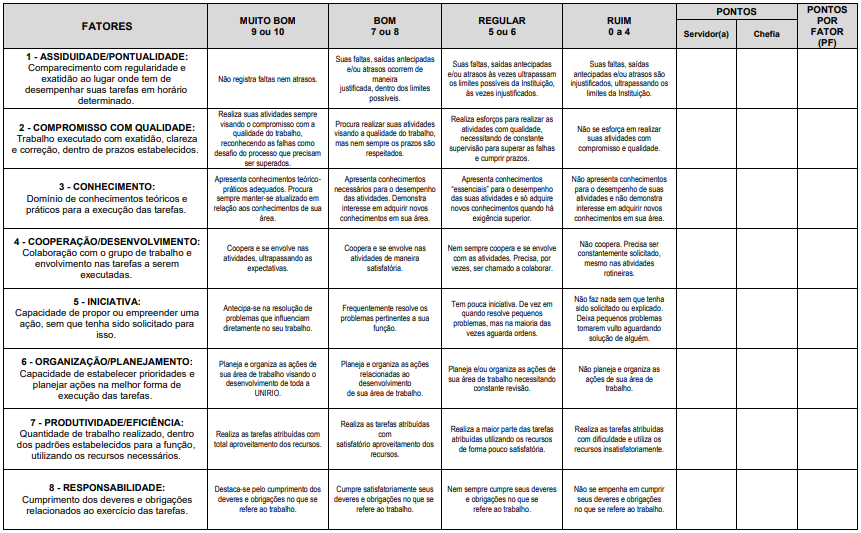 FATORES
MUITO BOM
9 ou 10
BOM
7 ou 8
REGULAR
5 ou 6
RUIM
0 a 4
PONTOS
Servidor(a)
Chefia
PONTOS
POR
FATOR
(PF)
1 - ASSIDUIDADE/PONTUALIDADE:
Comparecimento com regularidade e
exatidão ao lugar onde tem de
desempenhar suas tarefas em horário
determinado.
Não registra faltas nem atrasos.
Suas faltas, saídas antecipadas
e/ou atrasos ocorrem de
maneira
justificada, dentro dos limites
possíveis.
Suas faltas, saídas antecipadas
e/ou atrasos às vezes ultrapassam
os limites possíveis da Instituição,
às vezes injustificados.
Suas faltas, saídas
antecipadas e/ou atrasos são
injustificados, ultrapassando os
limites da Instituição.
2 - COMPROMISSO COM QUALIDADE:
Trabalho executado com exatidão, clareza
e correção, dentro de prazos estabelecidos.
Realiza suas atividades sempre
visando o compromisso com a
qualidade do trabalho,
reconhecendo as falhas como
desafio do processo que precisam
ser superados.
Procura realizar suas atividades
visando a qualidade do trabalho,
mas nem sempre os prazos são
respeitados.
Realiza esforços para realizar as
atividades com qualidade,
necessitando de constante
supervisão para superar as falhas
e cumprir prazos.
Não se esforça em realizar
suas atividades com
compromisso e qualidade.
3 - CONHECIMENTO:
Domínio de conhecimentos teóricos e
práticos para a execução das tarefas.
Apresenta conhecimentos teórico-
práticos adequados. Procura
sempre manter-se atualizado em
relação aos conhecimentos de sua
área.
Apresenta conhecimentos
necessários para o desempenho
das atividades. Demonstra
interesse em adquirir novos
conhecimentos em sua área.
Apresenta conhecimentos
“essenciais” para o desempenho
das suas atividades e só adquire
novos conhecimentos quando há
exigência superior.
Não apresenta conhecimentos
para o desempenho de suas
atividades e não demonstra
interesse em adquirir novos
conhecimentos em sua área.
4 - COOPERAÇÃO/DESENVOLVIMENTO:
Colaboração com o grupo de trabalho e
envolvimento nas tarefas a serem
executadas.
Coopera e se envolve nas
atividades, ultrapassando as
expectativas.
Coopera e se envolve nas
atividades de maneira
satisfatória.
Nem sempre coopera e se envolve
com as atividades. Precisa, por
vezes, ser chamado a colaborar.
Não coopera. Precisa ser
constantemente solicitado,
mesmo nas atividades
rotineiras.
5 - INICIATIVA:
Capacidade de propor ou empreender uma
ação, sem que tenha sido solicitado para
isso.
Antecipa-se na resolução de
problemas que influenciam
diretamente no seu trabalho.
Frequentemente resolve os
problemas pertinentes a sua
função.
Tem pouca iniciativa. De vez em
quando resolve pequenos
problemas, mas na maioria das
vezes aguarda ordens.
Não faz nada sem que tenha
sido solicitado ou explicado.
Deixa pequenos problemas
tomarem vulto aguardando
solução de alguém.
6 - ORGANIZAÇÃO/PLANEJAMENTO:
Capacidade de estabelecer prioridades e
planejar ações na melhor forma de
execução das tarefas.
Planeja e organiza as ações de
sua área de trabalho visando o
desenvolvimento de toda a
UNIRIO.
Planeja e organiza as ações
relacionadas ao
desenvolvimento
de sua área de trabalho.
Planeja e/ou organiza as ações de
sua área de trabalho necessitando
constante revisão.
Não planeja e organiza as
ações de sua área de
trabalho.
7 - PRODUTIVIDADE/EFICIÊNCIA:
Quantidade de trabalho realizado, dentro
dos padrões estabelecidos para a função,
utilizando os recursos necessários.
Realiza as tarefas atribuídas com
total aproveitamento dos recursos.
Realiza as tarefas atribuídas
com
satisfatório aproveitamento dos
recursos.
Realiza a maior parte das tarefas
atribuídas utilizando os recursos
de forma pouco satisfatória.
Realiza as tarefas atribuídas
com dificuldade e utiliza os
recursos insatisfatoriamente.
8 - RESPONSABILIDADE:
Cumprimento dos deveres e obrigações
relacionados ao exercício das tarefas.
Destaca-se pelo cumprimento dos
deveres e obrigações no que se
refere ao trabalho.
Cumpre satisfatoriamente seus
deveres e obrigações no que se
refere ao trabalho.
Nem sempre cumpre seus deveres
e obrigações no que se
refere ao trabalho.
Não se empenha em cumprir
seus deveres e obrigações
no que se refere ao trabalho.